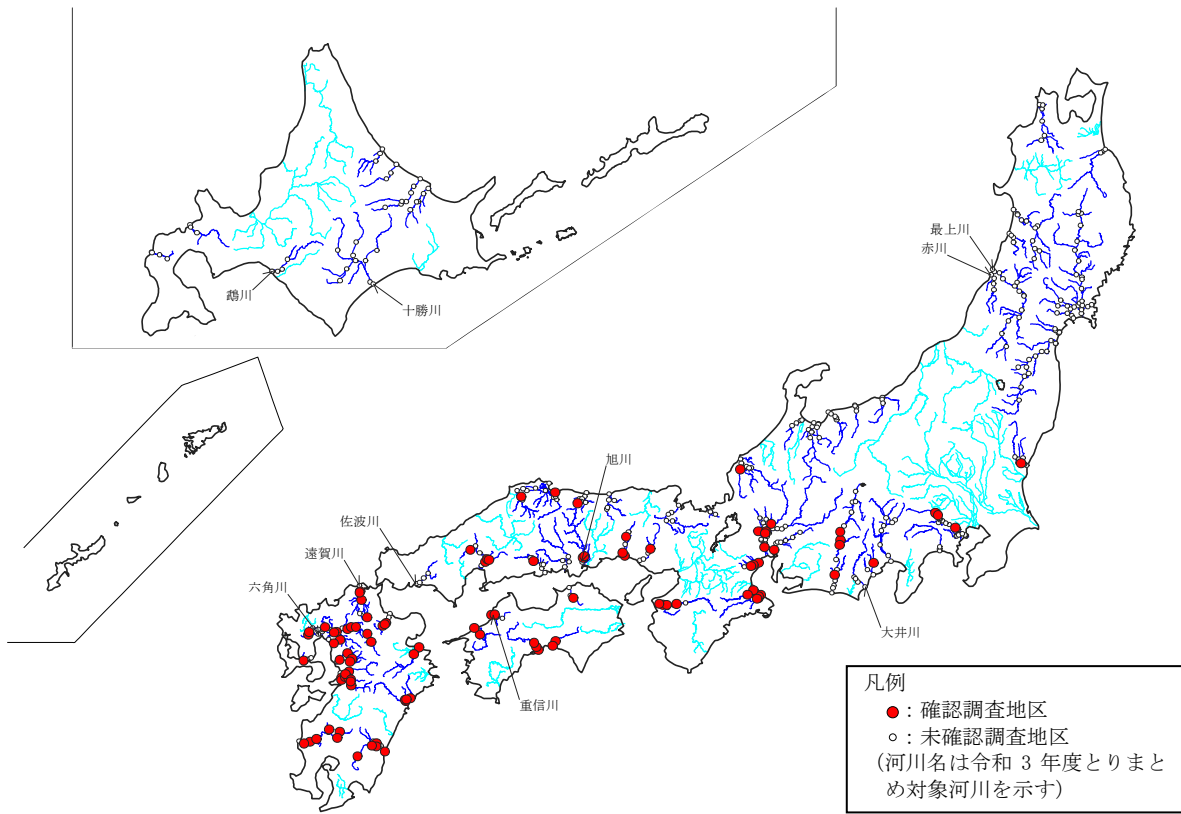 最上川
赤川
鵡川
十勝川
旭川
佐波川
遠賀川
六角川
大井川
重信川
凡例
：確認調査地区
：未確認調査地区
（河川名は令和 3 年度とりまと
め対象河川を示す）